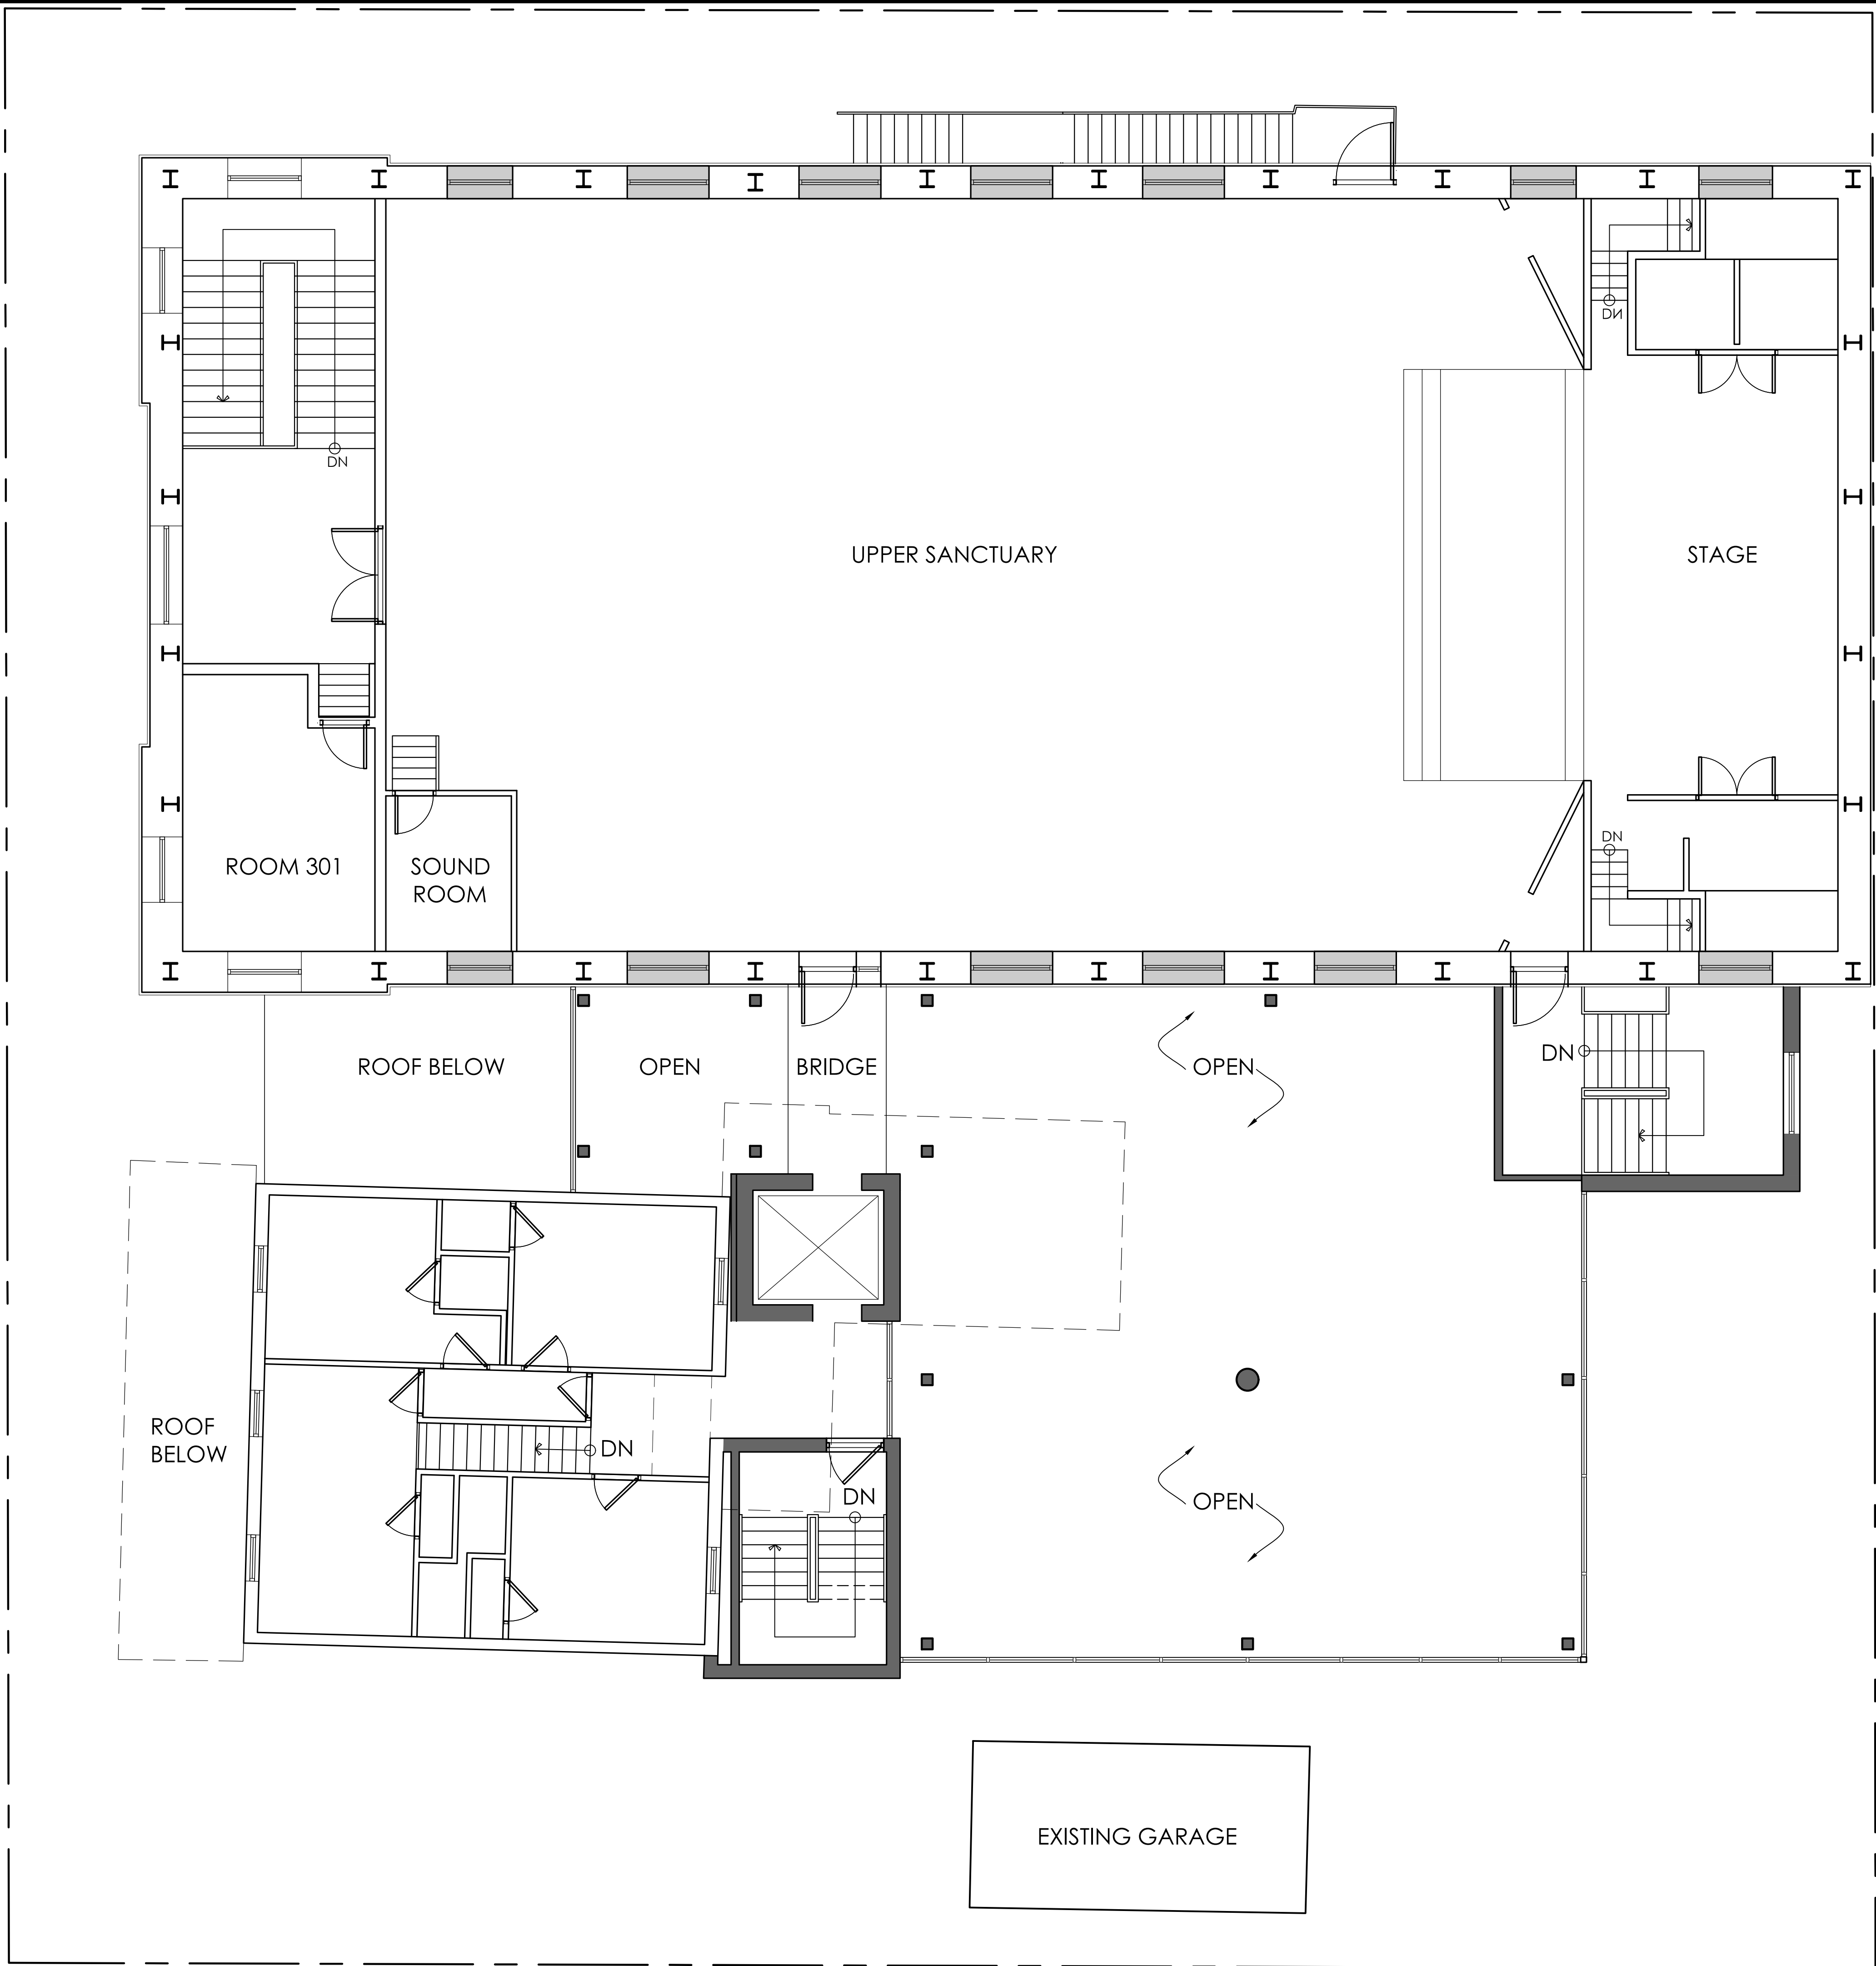 DN
DN
UPPER SANCTUARY
STAGE
DN
ROOM 301
SOUND
ROOM
ROOF BELOW
OPEN
BRIDGE
OPEN
DN
ROOF
BELOW
DN
DN
OPEN
EXISTING GARAGE